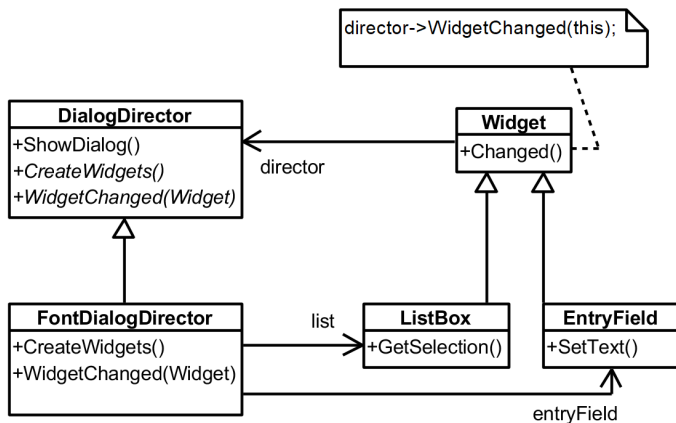 director->WidgetChanged(this);
DialogDirector
+ShowDialog()
+CreateWidgets()
+WidgetChanged(Widget)
director
Widget
+Changed()
FontDialogDirector
+CreateWidgets()
+WidgetChanged(Widget)
list
ListBox
+GetSelection()
EntryField
+SetText()
entryField